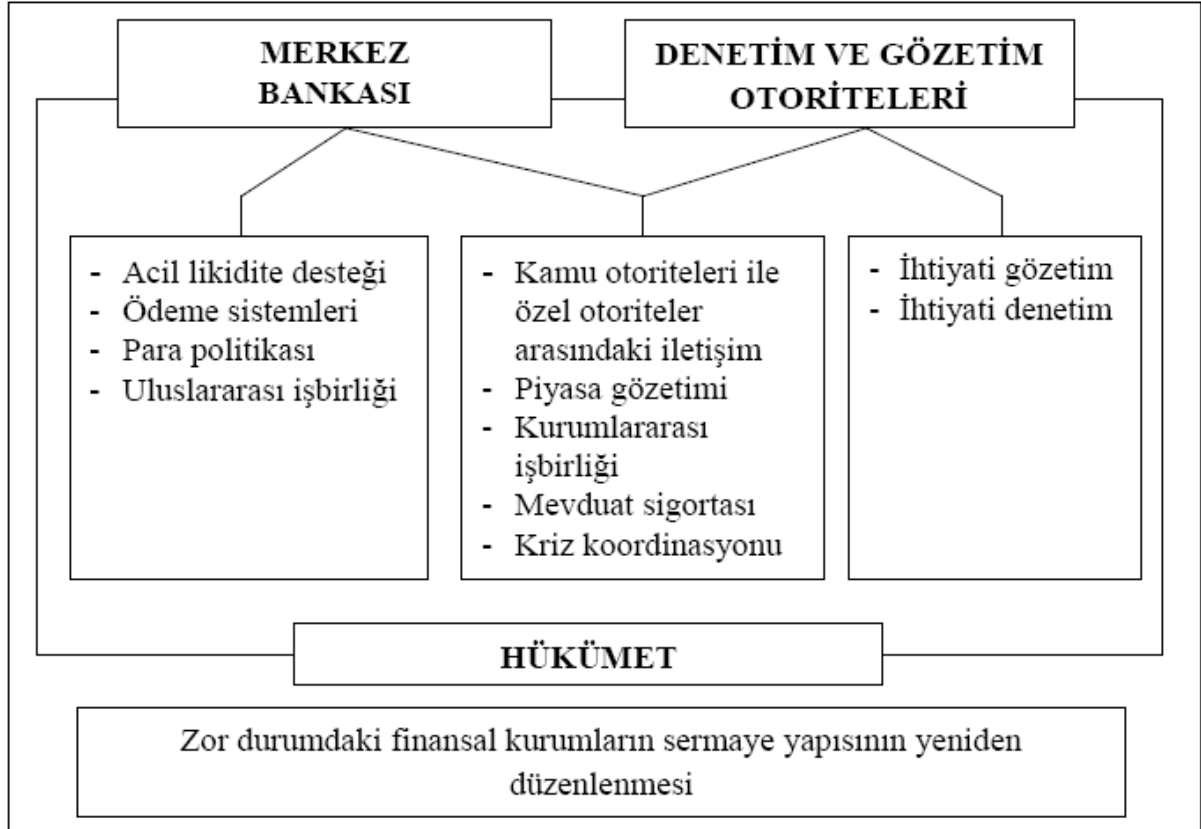 MERKEZ
BANKASI
DENETİM VE GÖZETİM
OTORİTELERİ
- Acil likidite desteği
- Ödeme sistemleri
- Para politikası
- Uluslararası işbirliği
- Kamu otoriteleri ile
özel otoriteler
arasındaki iletişim
- Piyasa gözetimi
- Kurumlararası
işbirliği
- Mevduat sigortası
- Kriz koordinasyonu
- İhtiyati gözetim
- İhtiyati denetim
HÜKÜMET
Zor durumdaki finansal kurumların sermaye yapısının yeniden
düzenlenmesi